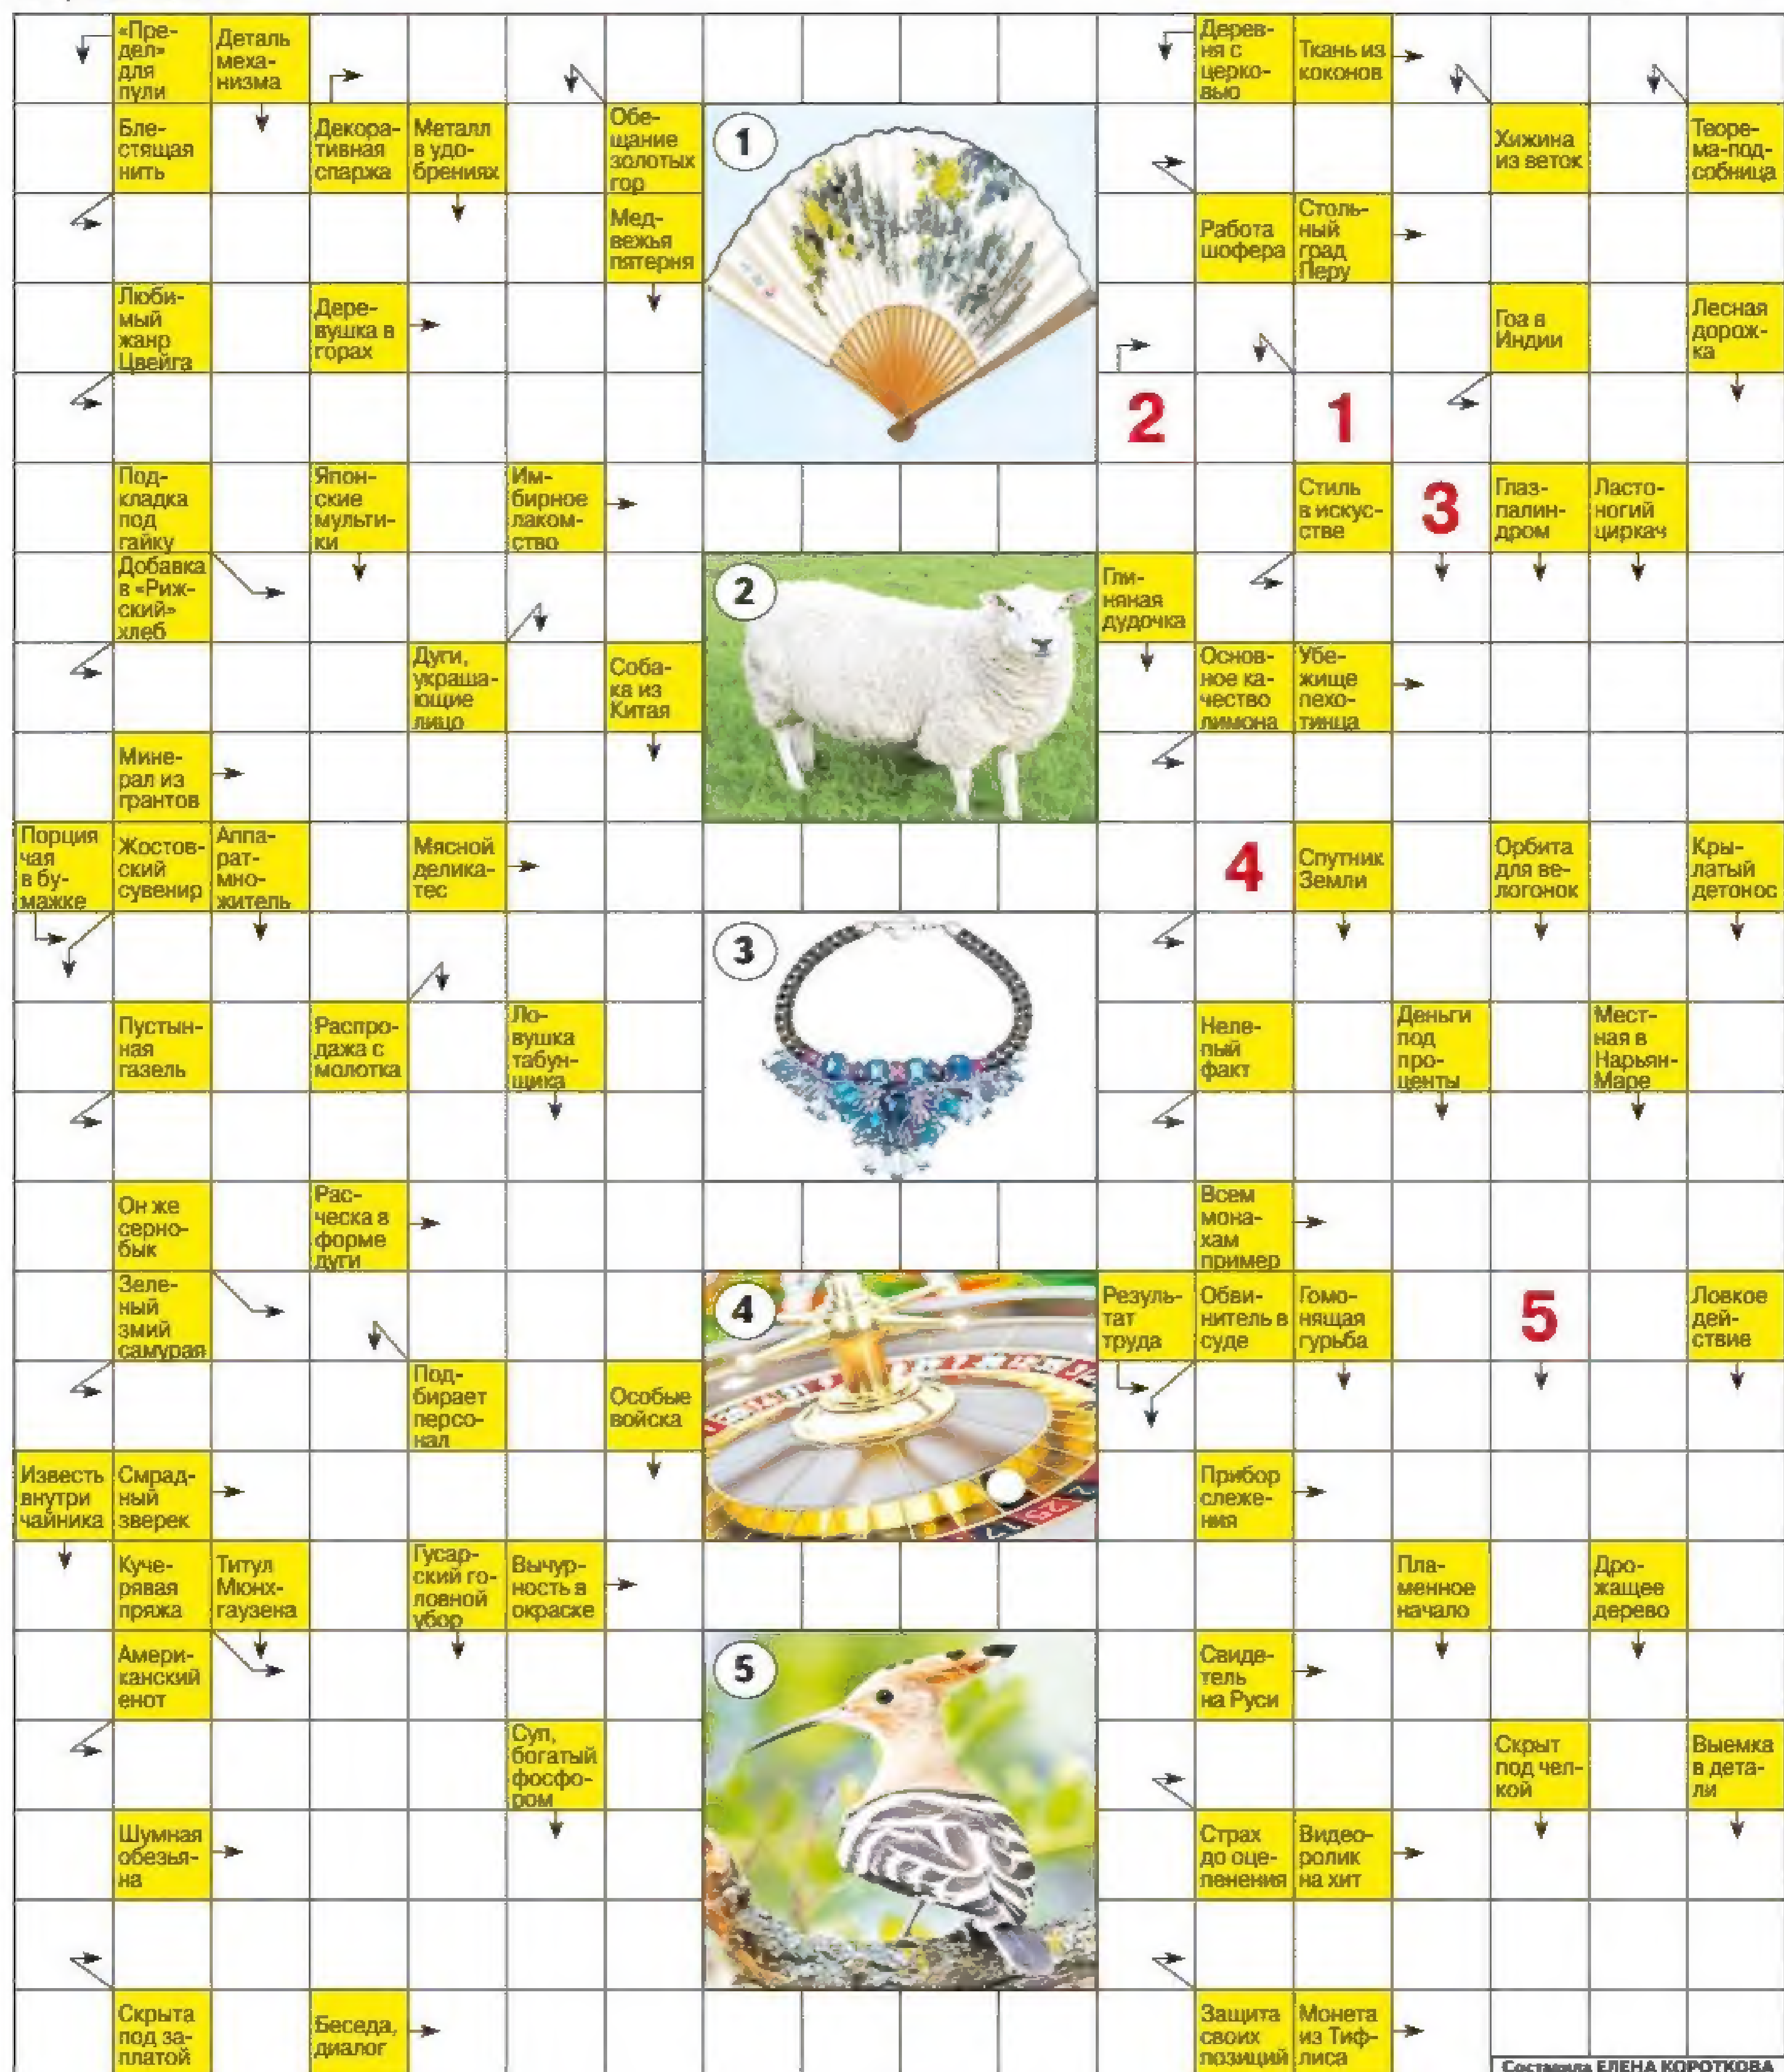 «Пре-
дел»
для
пули
Деталь
меха-
низма
Дерев-
ня с
церко-
вью
Ткань из
коконов
Бле-
стящая
нить
Декора-
тивная
спаржа
Металл
в удо-
брениях
Обе-
щание
золотых
гор
1
Хижина
из веток
Теоре-
ма-под-
собница
Мед-
вежья
пятерня
Работа
шофера
Столь-
ный
град
Перу
Люби-
мый
жанр
Цвейга
Дере-
вушка в
горах
Гоа в
Индии
Лесная
дорож-
ка
2
1
Под-
кладка
под
гайку
Япон-
ские
мульти-
ки
Им-
бирное
лаком-
ство
Стиль
в искус-
стве
3
Глаз-
палин-
дром
Ласто-
ногий
циркач
Добавка
в «Риж-
ский»
хлеб
2
Гли-
няная
дудочка
Дуги,
украша-
ющие
лицо
Соба-
ка из
Китая
Основ-
ное ка-
чество
лимона
Убе-
жище
пехо-
тинца
Мине-
рал из
грантов
Порция
чая
в бу-
мажке
Жостов-
ский
сувенир
Аппа-
рат-
мно-
житель
Мясной
делика-
тес
4
Спутник
Земли
Орбита
для ве-
логонок
Кры-
латый
детонос
3
Пустын-
ная
газель
Распро-
дажа с
молотка
Ло-
вушка
табун-
щика
Неле-
пый
факт
Деньги
под
про-
центы
Мест-
ная в
Нарьян-
Маре
Он же
серно-
бык
Рас-
ческа в
форме
дуги
Всем
мона-
хам
пример
Зеле-
ный
змий
самурая
4
Резуль-
тат
труда
Обви-
нитель в
суде
Гомо-
нящая
гурьба
5
Ловкое
дей-
ствие
Под-
бирает
персо-
нал
Особые
войска
Известь
внутри
чайника
Смрад-
ный
зверек
Прибор
слеже-
ния
Куче-
рявая
пряжа
Титул
Мюнх-
гаузена
Гусар-
ский го-
ловной
убор
Вычур-
ность в
окраске
Пла-
менное
начало
Дро-
жащее
дерево
Амери-
канский
енот
5
Свиде-
тель
на Руси
Суп,
богатый
фосфо-
ром
Скрыт
под чел-
кой
Выемка
в дета-
ли
Шумная
обезья-
на
Страх
до оце-
пенения
Видео-
ролик
на хит
Скрыта
под за-
платой
Беседа,
диалог
Защита
своих
позиций
Монета
из Тиф-
лиса
Составила ЕЛЕНА КОРОТКОВА